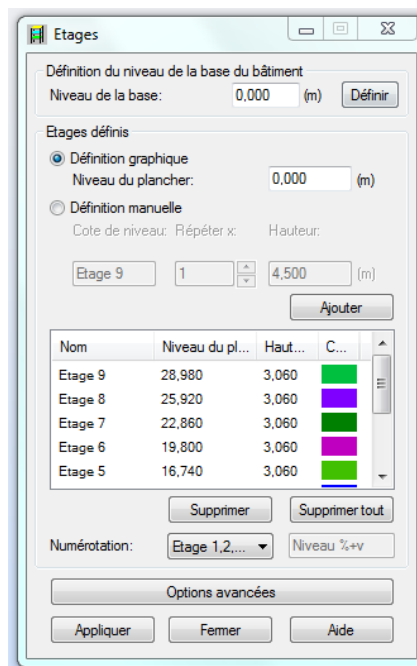 Etages
Définition du niveau de la base du bâtiment
Niveau de la base: 0,000 (m) Définir
Etages définis
Définition graphique
Niveau du plancher: 0,000 (m)
Définition manuelle
Cote de niveau: Répéter x: Hauteur:
Etage 9 1 4,500 (m)
Ajouter
Nom Niveau du pl... Haut... C...
Etage 9 28,980 3,060
Etage 8 25,920 3,060
Etage 7 22,860 3,060
Etage 6 19,800 3,060
Etage 5 16,740 3,060
Supprimer Supprimer tout
Numérotation: Etage 1,2,... Niveau %+v
Options avancées
Appliquer Fermer Aide